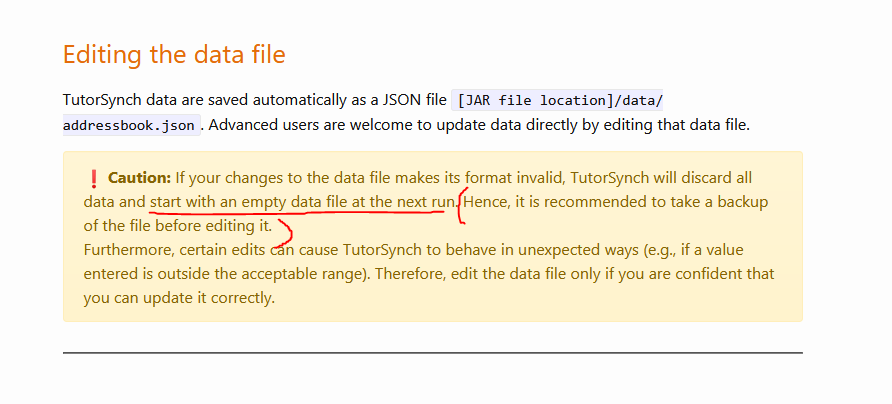 Editing the data file
TutorSynch data are saved automatically as a JSON file [JAR file location]/data/
addressbook.json . Advanced users are welcome to update data directly by editing that data file.
❗ Caution: If your changes to the data file makes its format invalid, TutorSynch will discard all
data and start with an empty data file at the next run. Hence, it is recommended to take a backup
of the file before editing it.
Furthermore, certain edits can cause TutorSynch to behave in unexpected ways (e.g., if a value
entered is outside the acceptable range). Therefore, edit the data file only if you are confident that
you can update it correctly.